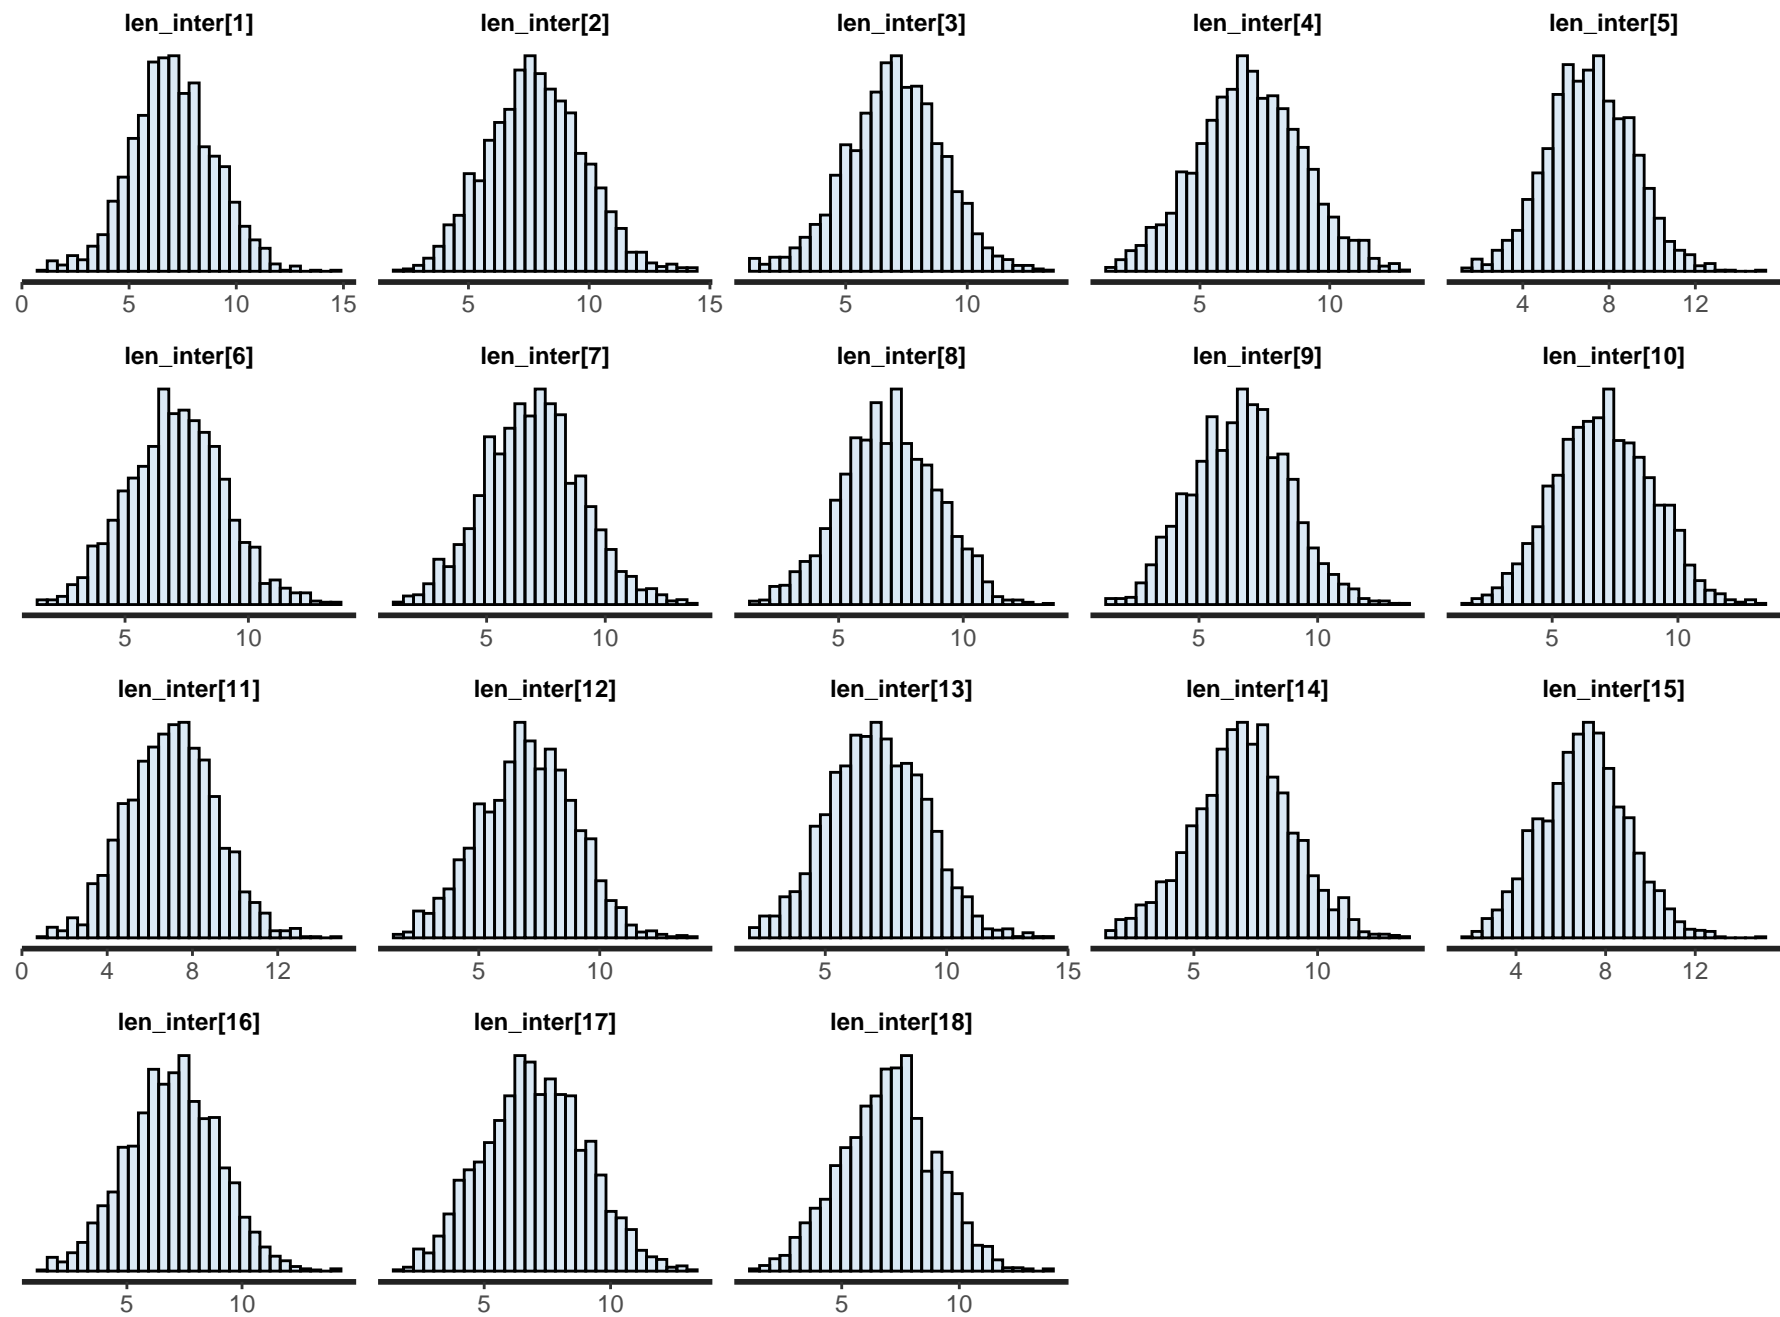 len_inter[1] len_inter[2] len_inter[3] len_inter[4] len_inter[5]
0 5 10 15 5 10 15 5 10 5 10 4 8 12
len_inter[6] len_inter[7] len_inter[8] len_inter[9] len_inter[10]
5 10 5 10 5 10 5 10 5 10
len_inter[11] len_inter[12] len_inter[13] len_inter[14] len_inter[15]
0 4 8 12 5 10 5 10 15 5 10 4 8 12
len_inter[16] len_inter[17] len_inter[18]
5 10 5 10 5 10